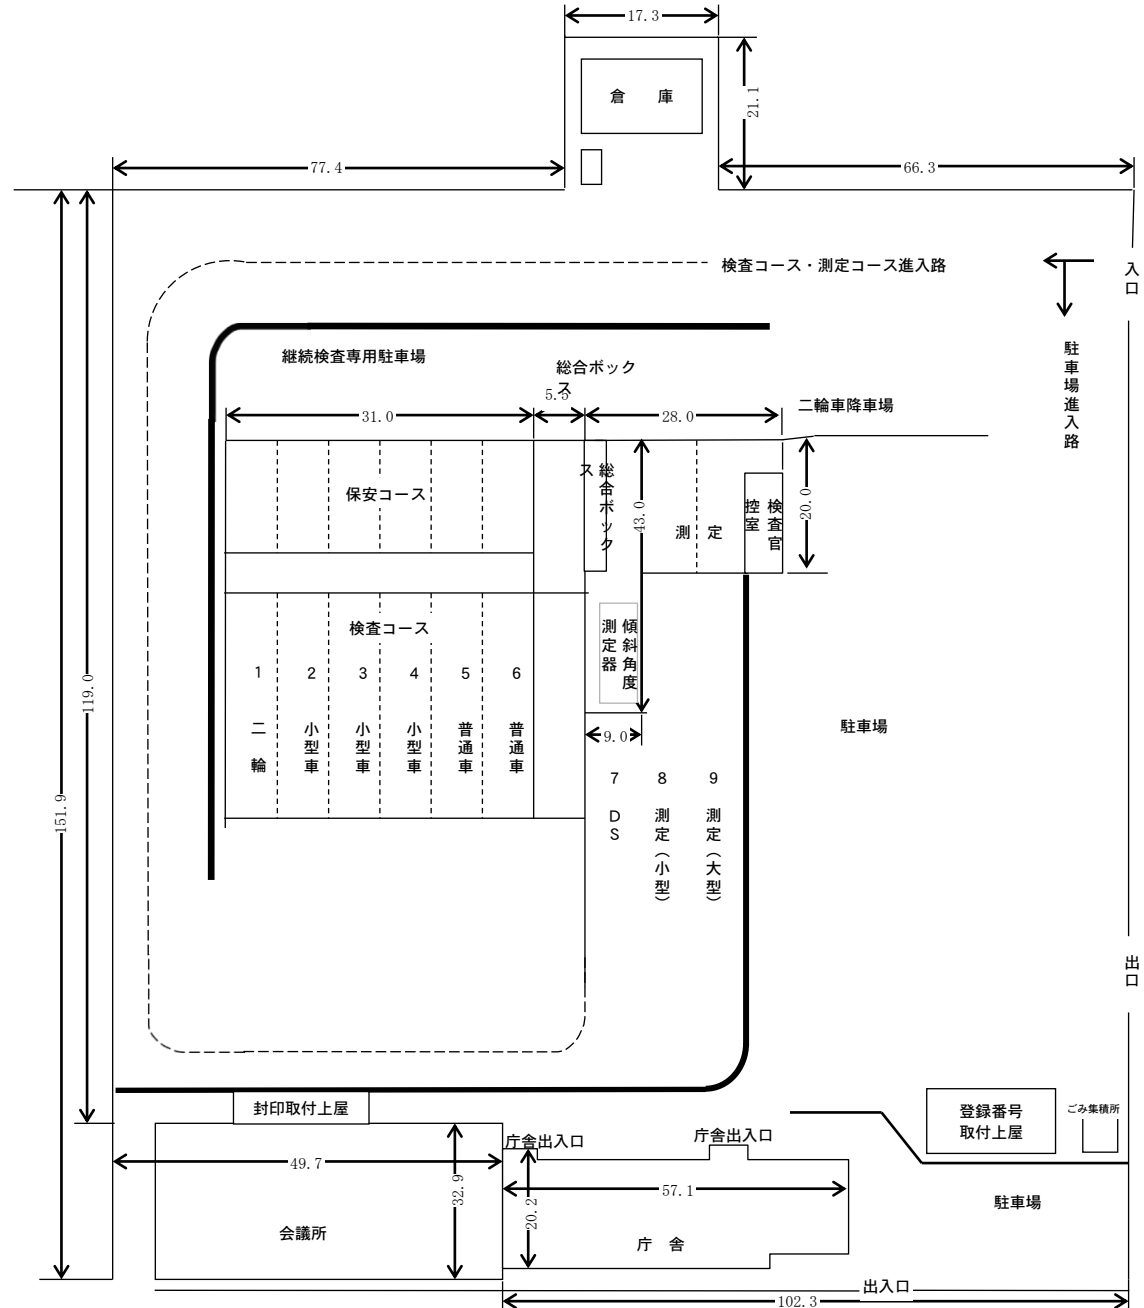 17.3
倉　庫
21.1
77.4
66.3
検査コース・測定コース進入路
入口
駐車場進入路
継続検査専用駐車場
総合ボック
ス
5.5
31.0
28.0
二輪車降車場
保安コース
総合ボック
ス
43.0
測　定
検査官
控室
20.0
検査コース
傾斜角度
測定器
1
二　輪
2
小型車
3
小型車
4
小型車
5
普通車
6
普通車
9.0
7
DS
8
測定（小型）
9
測定（大型）
駐車場
119.0
151.9
出口
封印取付上屋
登録番号
取付上屋
ごみ集積所
庁舎出入口
庁舎出入口
49.7
32.9
20.2
57.1
駐車場
会議所
庁　舎
出入口
102.3